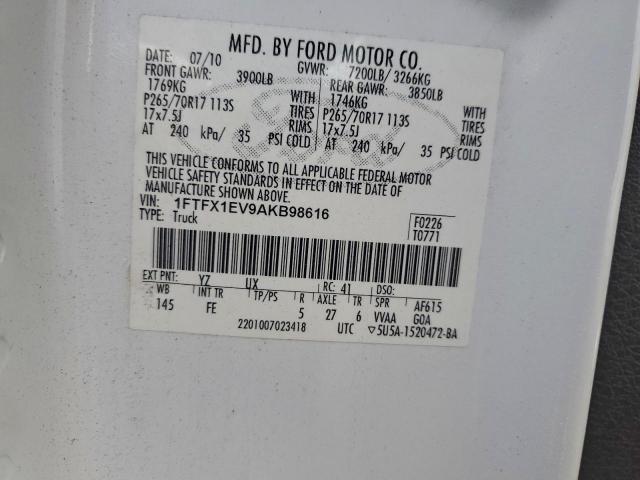 MFD. BY FORD MOTOR CO.
DATE: 07/10 GVWR: 7200LB/ 3266KG
FRONT GAWR: 3900LB REAR GAWR: 3850LB
1769KG WITH 1746KG WITH
P265/70R17 113S TIRES P265/70R17 113S TIRES
17x7.5J RIMS 17x7.5J RIMS
AT 240 kPa/ 35 PSI COLD AT 240 kPa/ 35 PSI COLD
THIS VEHICLE CONFORMS TO ALL APPLICABLE FEDERAL MOTOR
VEHICLE SAFETY STANDARDS IN EFFECT ON THE DATE OF
MANUFACTURE SHOWN ABOVE.
VIN: 1FTFX1EV9AKB98616 F0226
TYPE: Truck T0771
EXT PNT: YZ UX RC: 41 DSO:
WB INT TR TP/PS R AXLE TR SPR AF615
145 FE 5 27 6 VVAA G0A
2201007023418 UTC ▽5U5A-1520472-BA